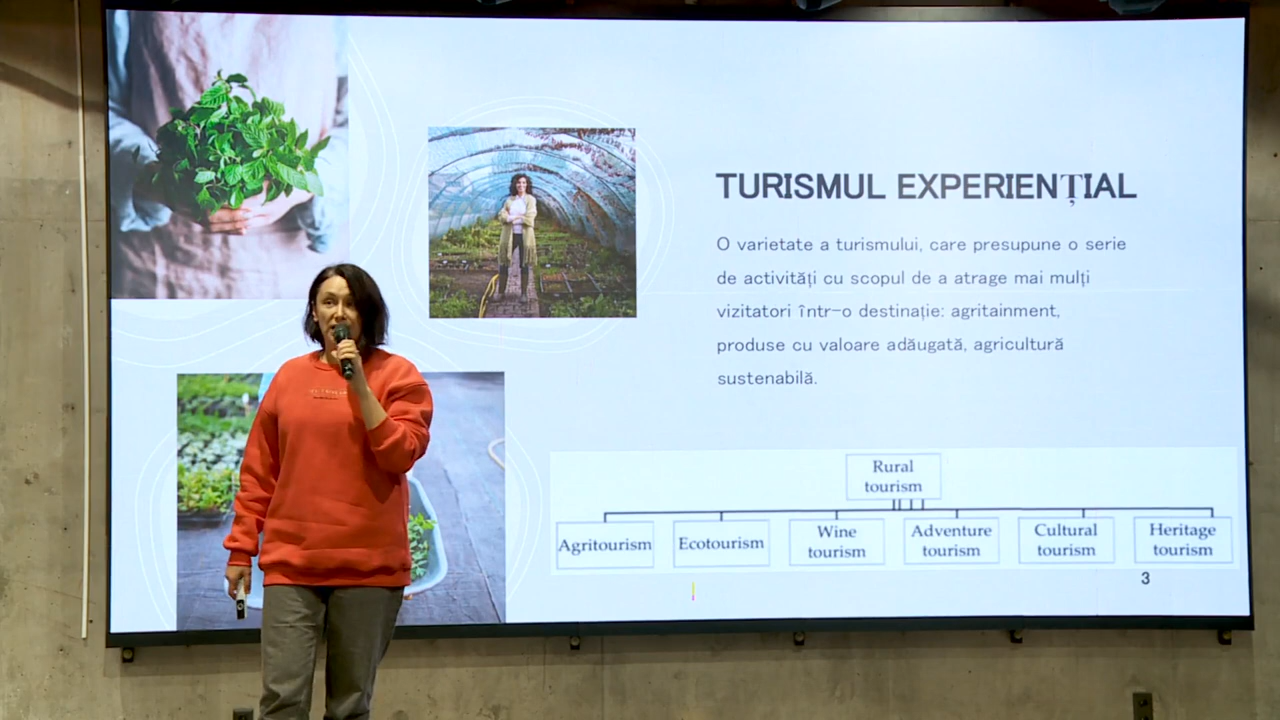 TURISMUL EXPERIENȚIAL
O varietate a turismului, care presupune o serie
de activități cu scopul de a atrage mai mulți
vizitatori într-o destinație: agritainment,
produse cu valoare adăugată, agricultură
sustenabilă.
Rural
tourism
Agritourism
Ecotourism
Wine
tourism
Adventure
tourism
Cultural
tourism
Heritage
tourism
3